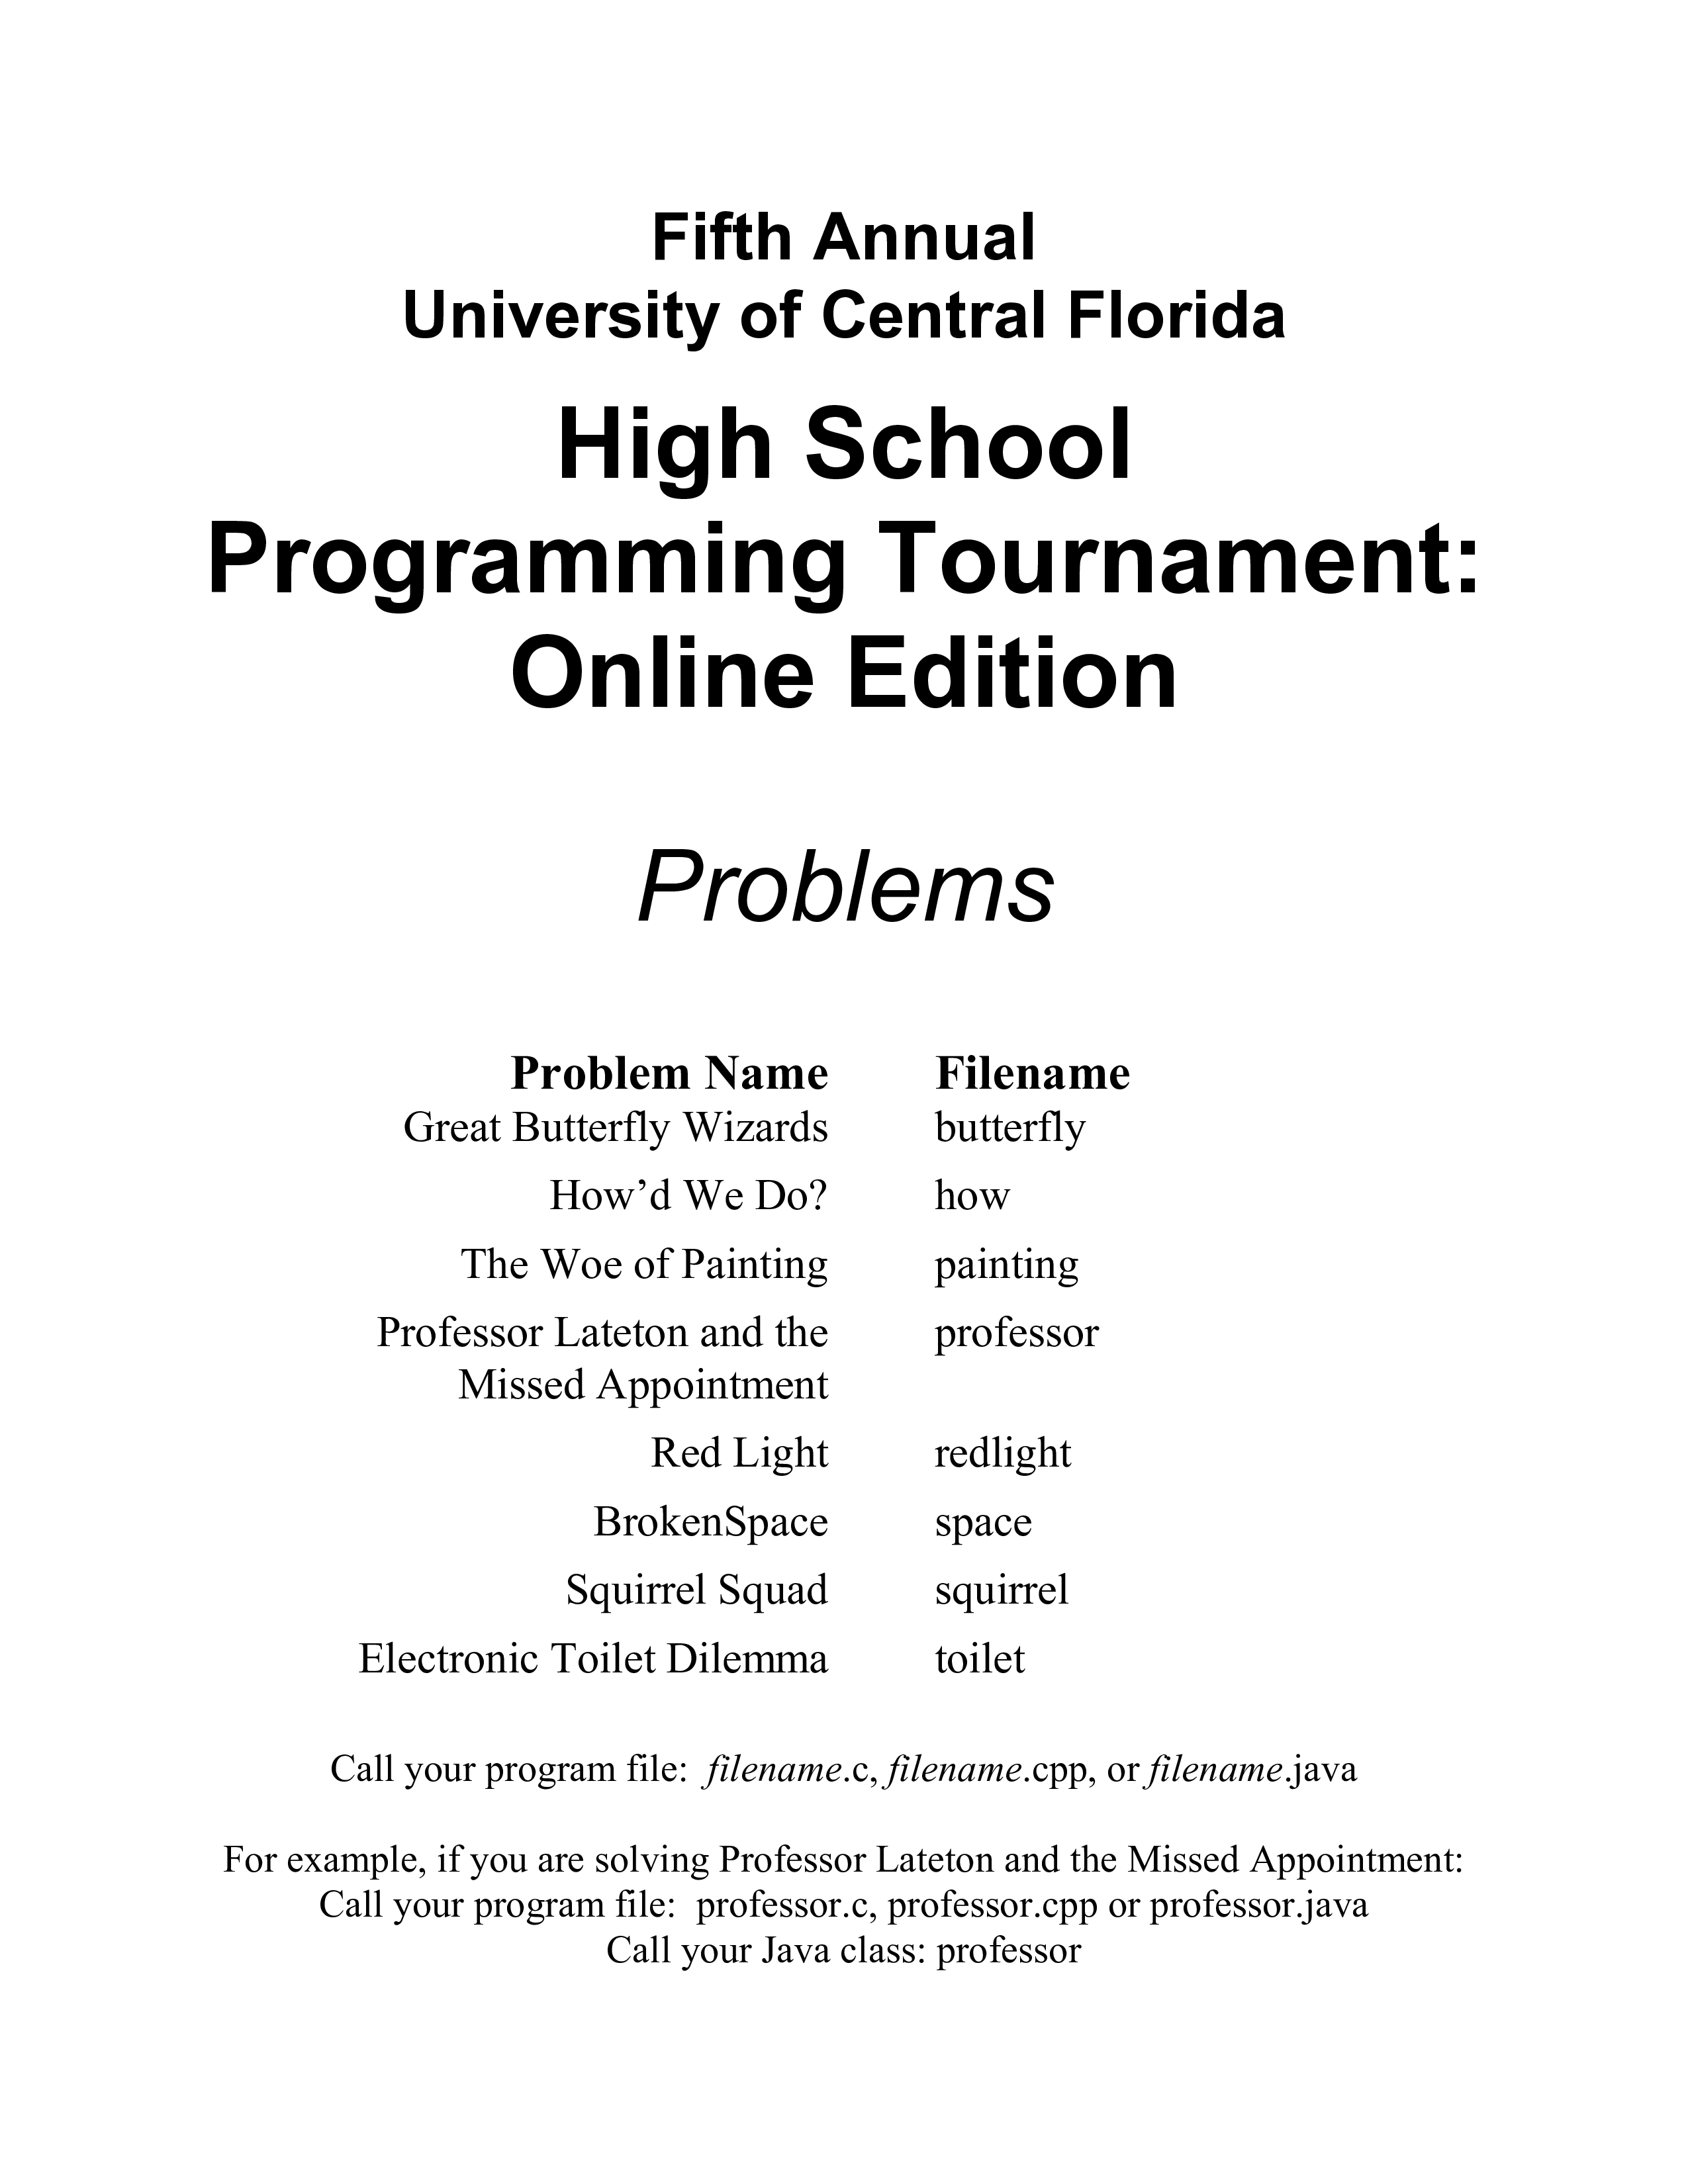 Fifth Annual
University of Central Florida
High School
Programming Tournament:
Online Edition
Problems
Problem Name Filename
Great Butterfly Wizards butterfly
How’d We Do? how
The Woe of Painting painting
Professor Lateton and the professor
Missed Appointment
Red Light redlight
BrokenSpace space
Squirrel Squad squirrel
Electronic Toilet Dilemma toilet
Call your program file:  filename.c, filename.cpp, or filename.java
For example, if you are solving Professor Lateton and the Missed Appointment:
Call your program file:  professor.c, professor.cpp or professor.java
Call your Java class: professor